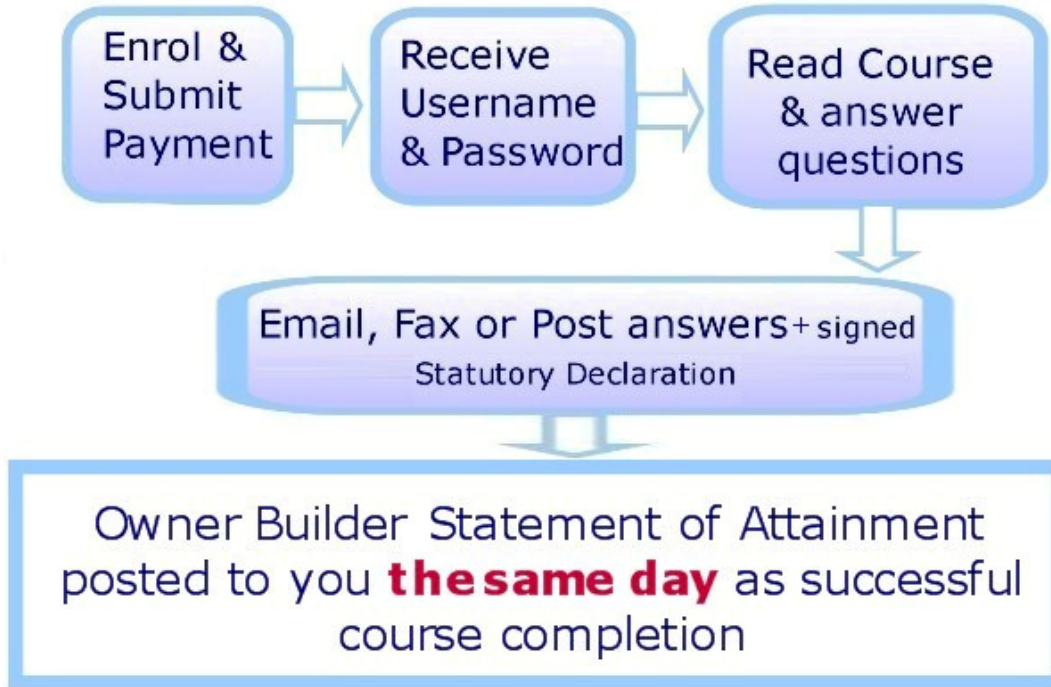 Enrol &
Submit
Payment
Receive
Username
& Password
Read Course
& answer
questions
Email, Fax or Post answers + signed
Statutory Declaration
Owner Builder Statement of Attainment
posted to you the same day as successful
course completion